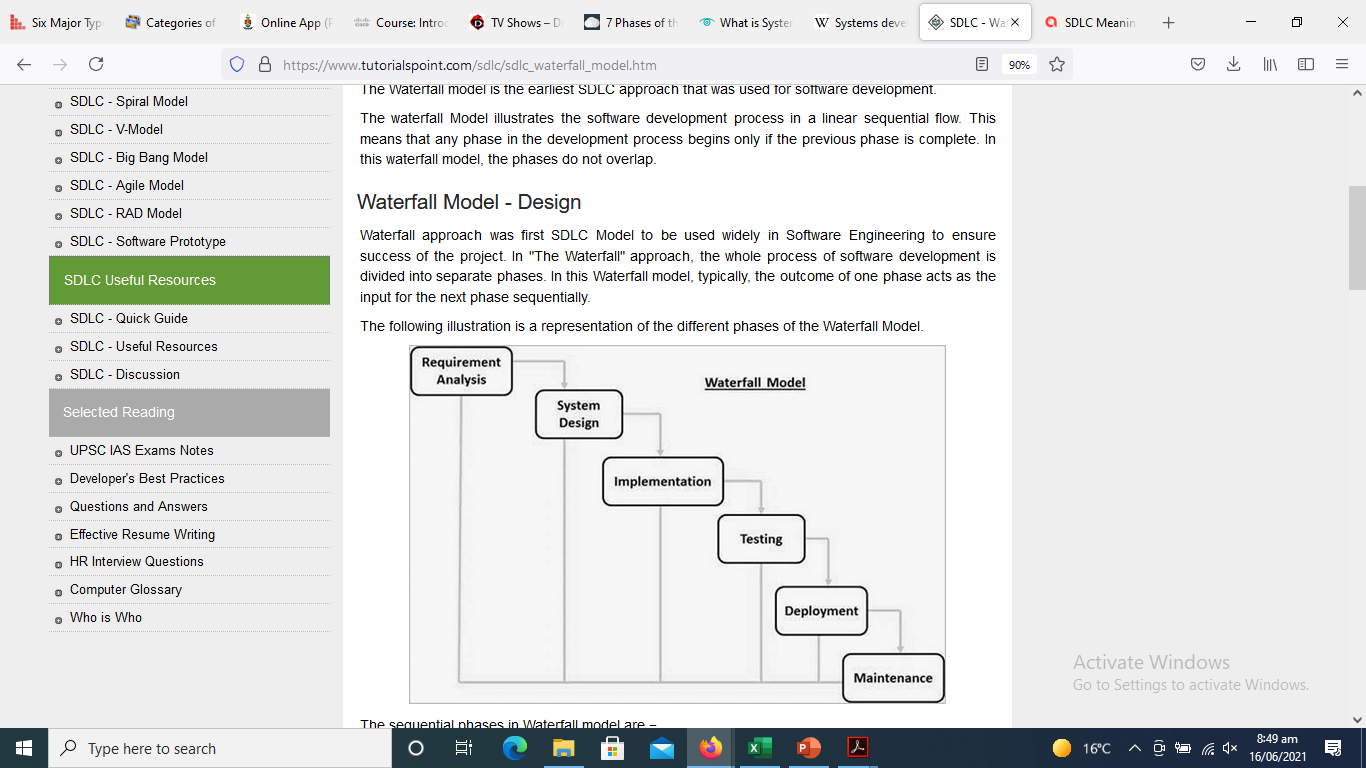 Six Major Typ
Categories of
Online App (F
Course: Introd
TV Shows – D
7 Phases of th
What is Syster
Systems deve
SDLC - Wat
SDLC Meanin
https://www.tutorialspoint.com/sdlc/sdlc_waterfall_model.htm
90%
SDLC - Spiral Model
SDLC - V-Model
SDLC - Big Bang Model
SDLC - Agile Model
SDLC - RAD Model
SDLC - Software Prototype
SDLC Useful Resources
SDLC - Quick Guide
SDLC - Useful Resources
SDLC - Discussion
Selected Reading
UPSC IAS Exams Notes
Developer's Best Practices
Questions and Answers
Effective Resume Writing
HR Interview Questions
Computer Glossary
Who is Who
The Waterfall model is the earliest SDLC approach that was used for software development.
The waterfall Model illustrates the software development process in a linear sequential flow. This
means that any phase in the development process begins only if the previous phase is complete. In
this waterfall model, the phases do not overlap.
Waterfall Model - Design
Waterfall approach was first SDLC Model to be used widely in Software Engineering to ensure
success of the project. In "The Waterfall" approach, the whole process of software development is
divided into separate phases. In this Waterfall model, typically, the outcome of one phase acts as the
input for the next phase sequentially.
The following illustration is a representation of the different phases of the Waterfall Model.
Waterfall Model
Requirement
Analysis
System
Design
Implementation
Testing
Deployment
Maintenance
The sequential phases in Waterfall model are –
Activate Windows
Go to Settings to activate Windows.
Type here to search
16°C
8:49 am
16/06/2021